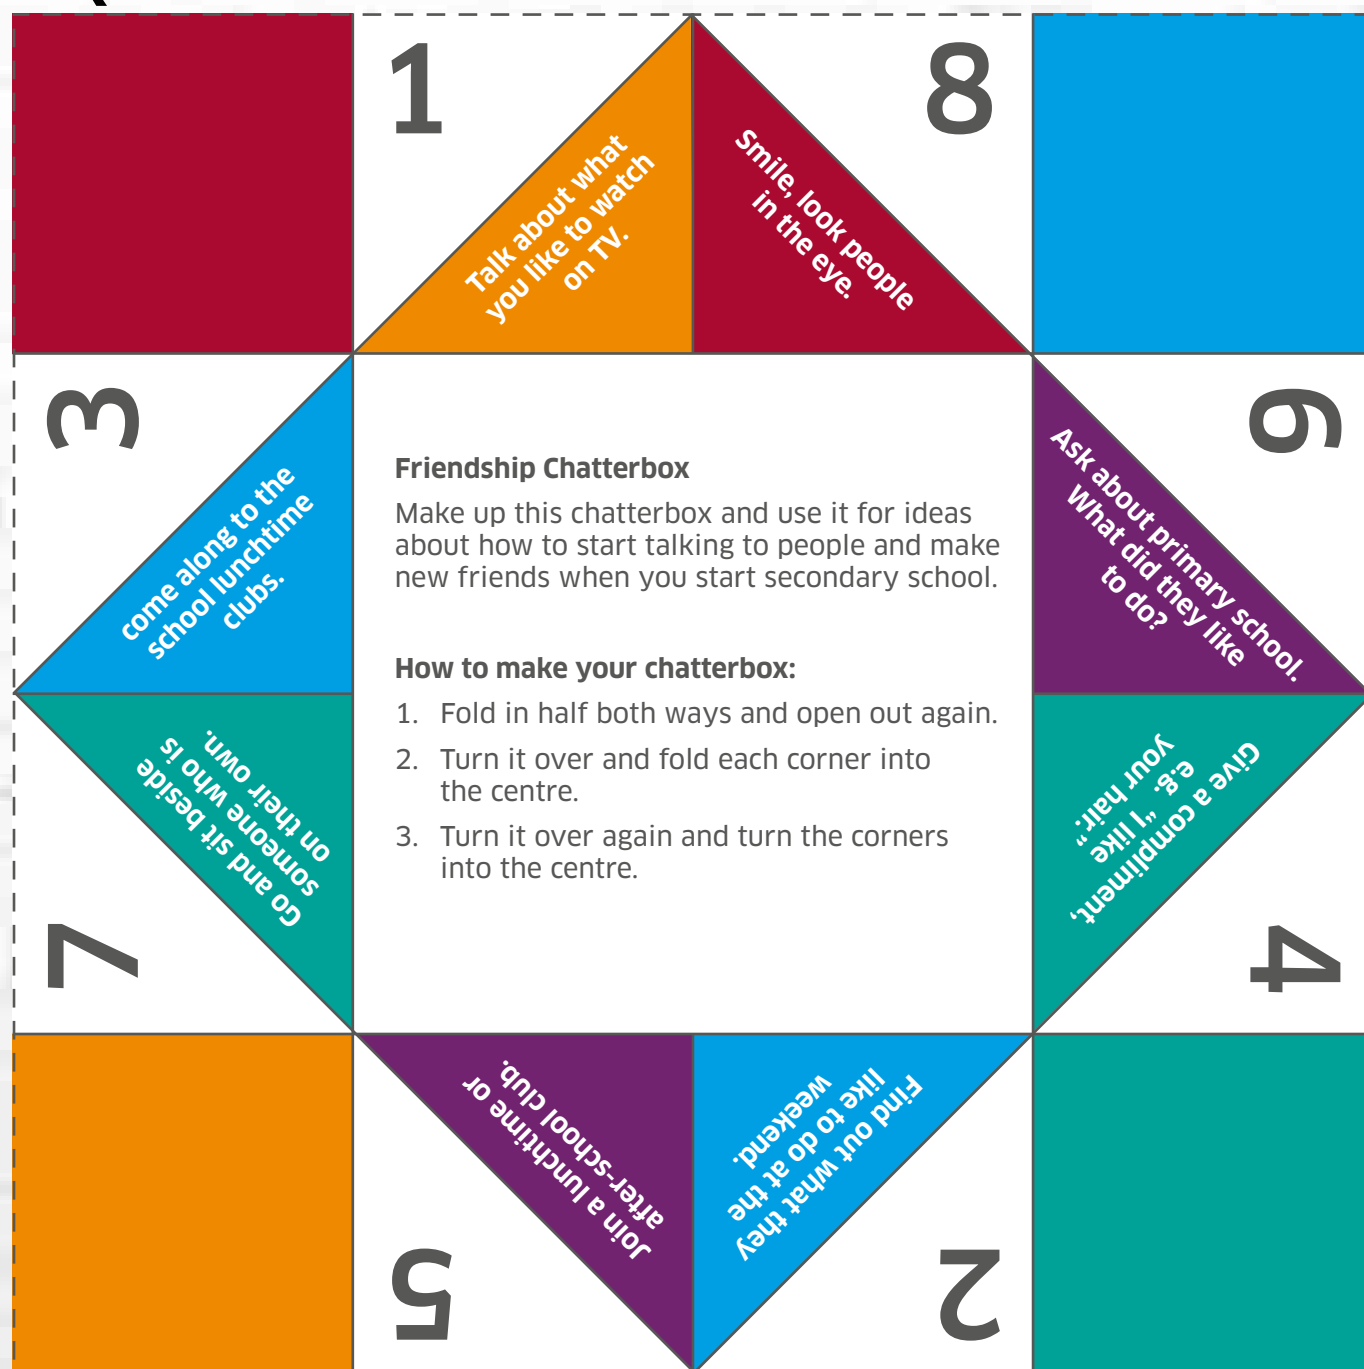 1
8
Talk about what
you like to watch
on TV.
Smile, look people
in the eye.
3
6
come along to the
school lunchtime
clubs.
Ask about primary school.
What did they like
to do?
Friendship Chatterbox
Make up this chatterbox and use it for ideas
about how to start talking to people and make
new friends when you start secondary school.
How to make your chatterbox:
1. Fold in half both ways and open out again.
2. Turn it over and fold each corner into
the centre.
3. Turn it over again and turn the corners
into the centre.
Go and sit beside
someone who is
on their own.
7
Give a compliment,
e.g. "I like
your hair."
4
Join a lunchtime or
after-school club.
5
Find out what they
like to do at the
weekend.
2